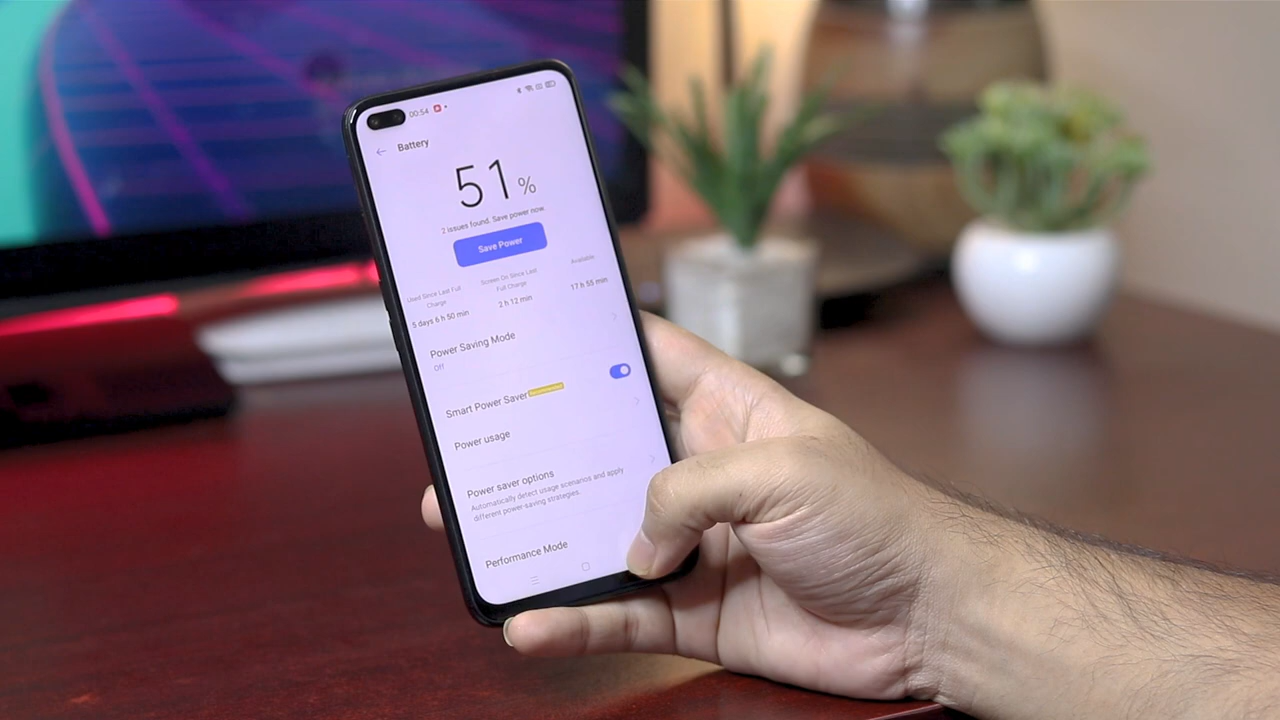 00:54
Battery
51%
2 issues found. Save power now.
Save Power
Used Since Last Full
Charge
5 days 6 h 50 min
Screen On Since Last
Full Charge
2 h 12 min
Available
17 h 55 min
Power Saving Mode
Off
Smart Power Saver
Power usage
Power saver options
Automatically detect usage scenarios and apply
different power-saving strategies.
Performance Mode